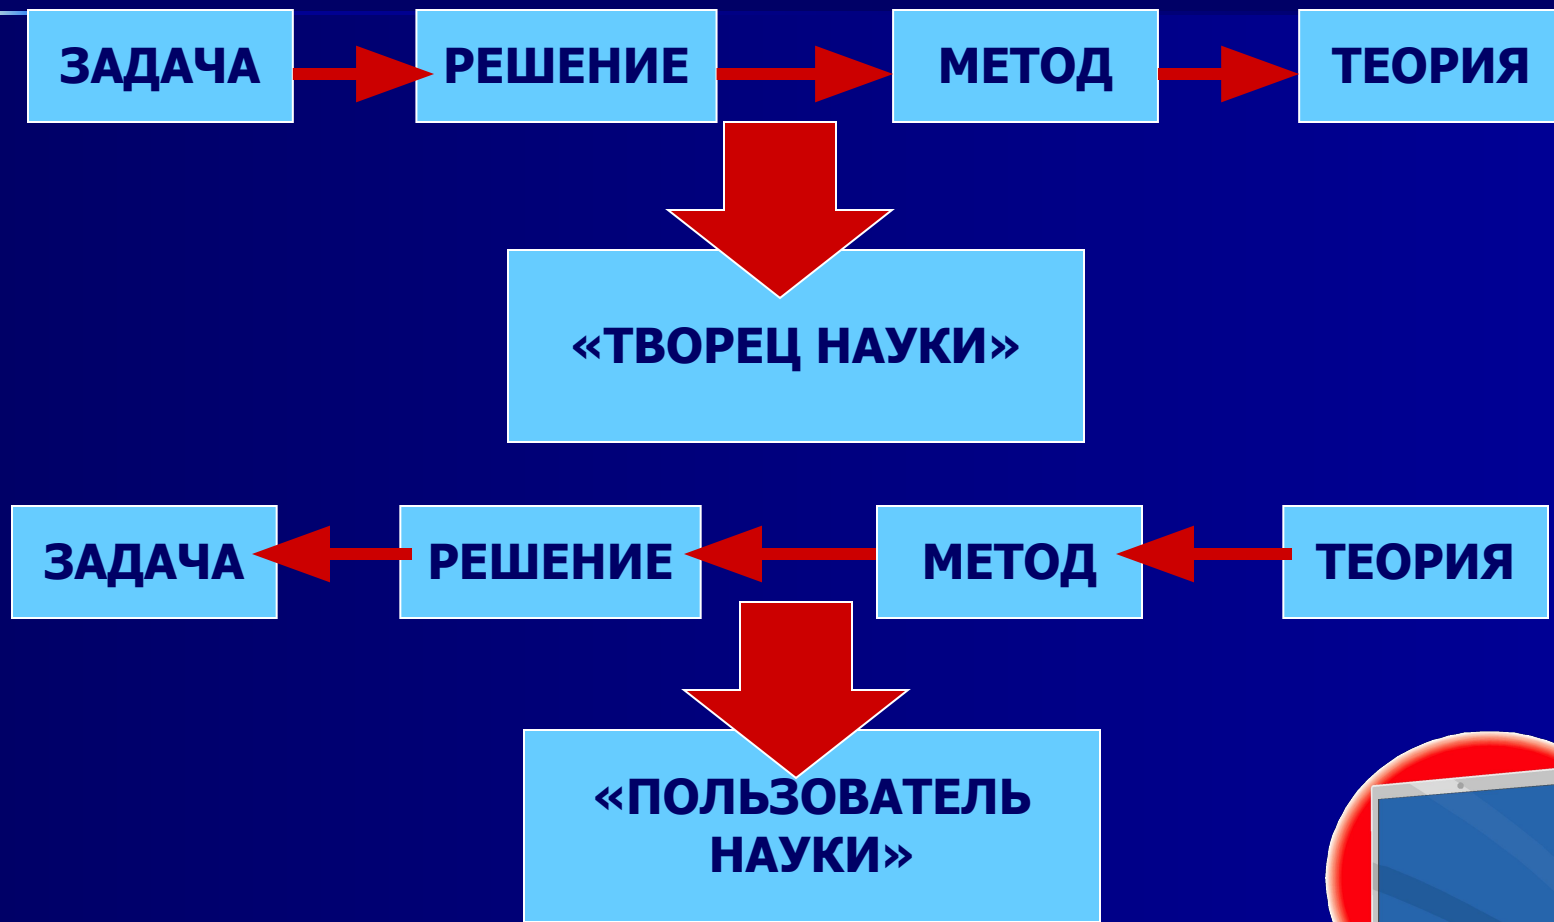 ЗАДАЧА РЕШЕНИЕ МЕТОД ТЕОРИЯ
«ТВОРЕЦ НАУКИ»
ЗАДАЧА РЕШЕНИЕ МЕТОД ТЕОРИЯ
«ПОЛЬЗОВАТЕЛЬ
НАУКИ»